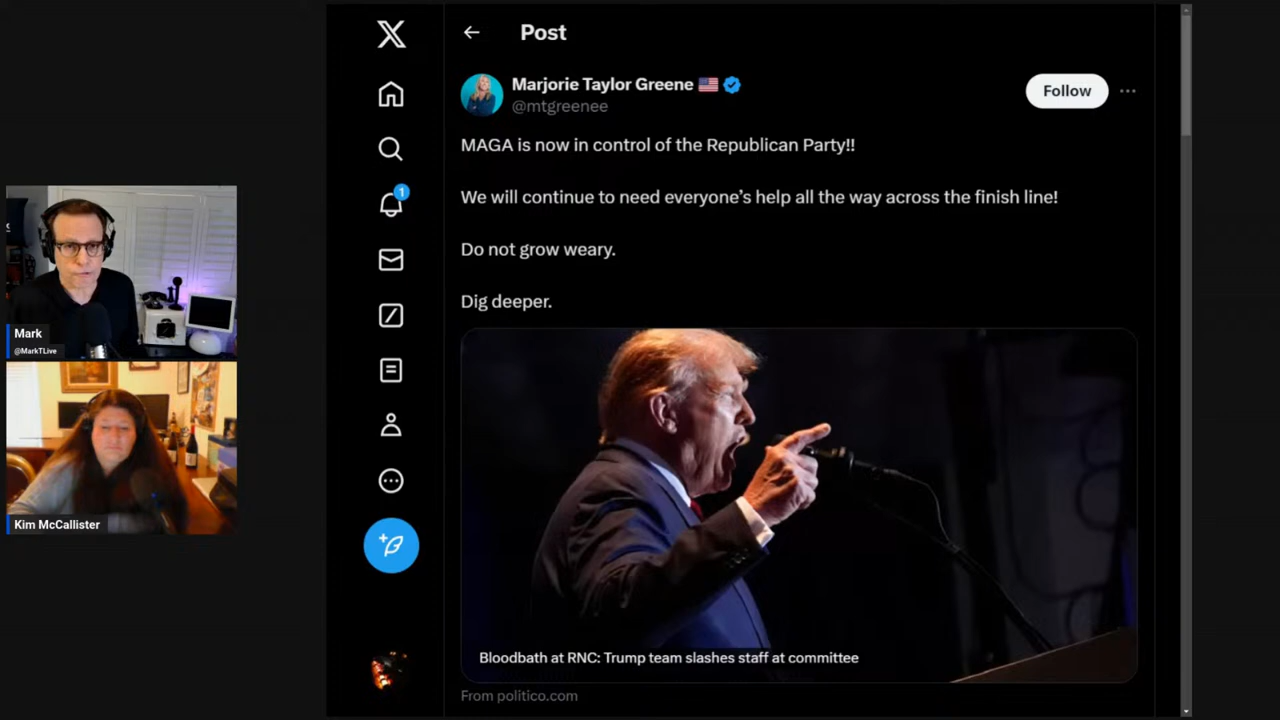 Post
Marjorie Taylor Greene
@mtgreenee
Follow
MAGA is now in control of the Republican Party!!
We will continue to need everyone’s help all the way across the finish line!
Do not grow weary.
Dig deeper.
Bloodbath at RNC: Trump team slashes staff at committee
From politico.com
1
Mark
@MarkTLive
Kim McCallister